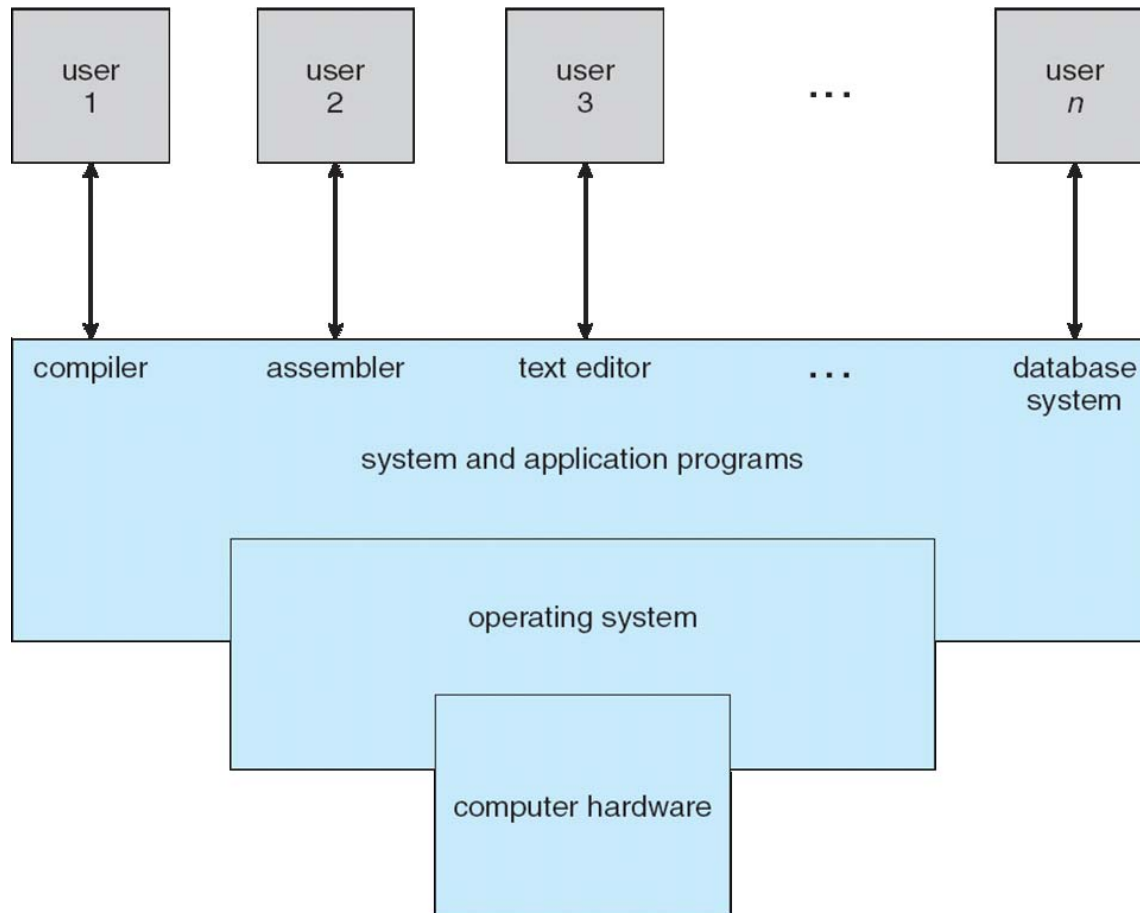 user
1
user
2
user
3
...
user
n
compiler
assembler
text editor
...
database
system
system and application programs
operating system
computer hardware